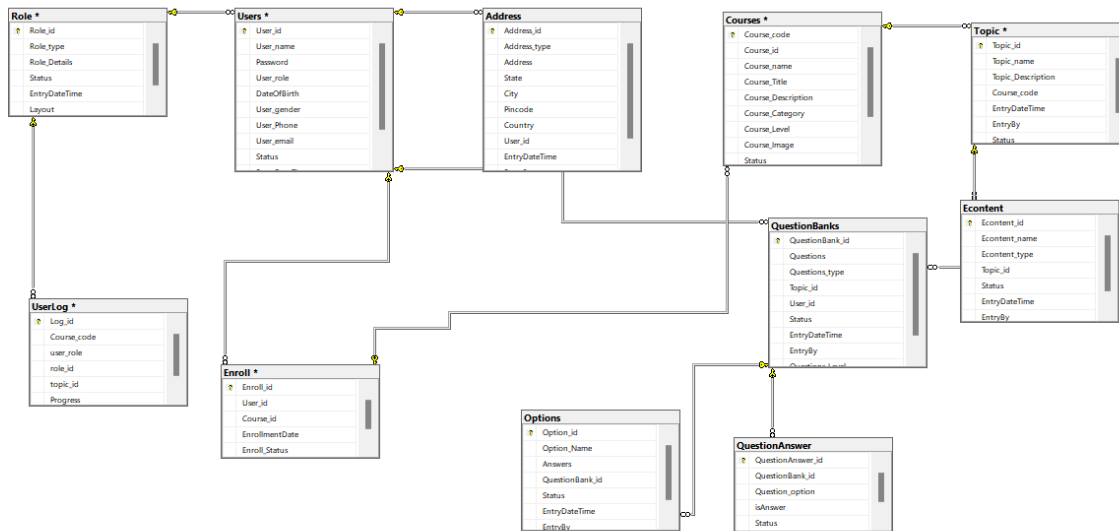 Role *
Role_id
Role_type
Role_Details
Status
EntryDateTime
Layout
Users *
User_id
User_name
Password
User_role
DateOfBirth
User_gender
User_Phone
User_email
Status
Address
Address_id
Address_type
Address
State
City
Pincode
Country
User_id
EntryDateTime
Courses *
Course_code
Course_id
Course_name
Course_Title
Course_Description
Course_Category
Course_Level
Course_Image
Status
Topic *
Topic_id
Topic_name
Topic_Description
Course_code
EntryDateTime
EntryBy
Status
Econtent
Econtent_id
Econtent_name
Econtent_type
Topic_id
Status
EntryDateTime
EntryBy
QuestionBanks
QuestionBank_id
Questions
Questions_type
Topic_id
User_id
Status
EntryDateTime
EntryBy
Questions_Level
UserLog *
Log_id
Course_code
user_role
role_id
topic_id
Progress
Enroll *
Enroll_id
User_id
Course_id
EnrollmentDate
Enroll_Status
Options
Option_id
Option_Name
Answers
QuestionBank_id
Status
EntryDateTime
EntryBy
QuestionAnswer
QuestionAnswer_id
QuestionBank_id
Question_option
isAnswer
Status